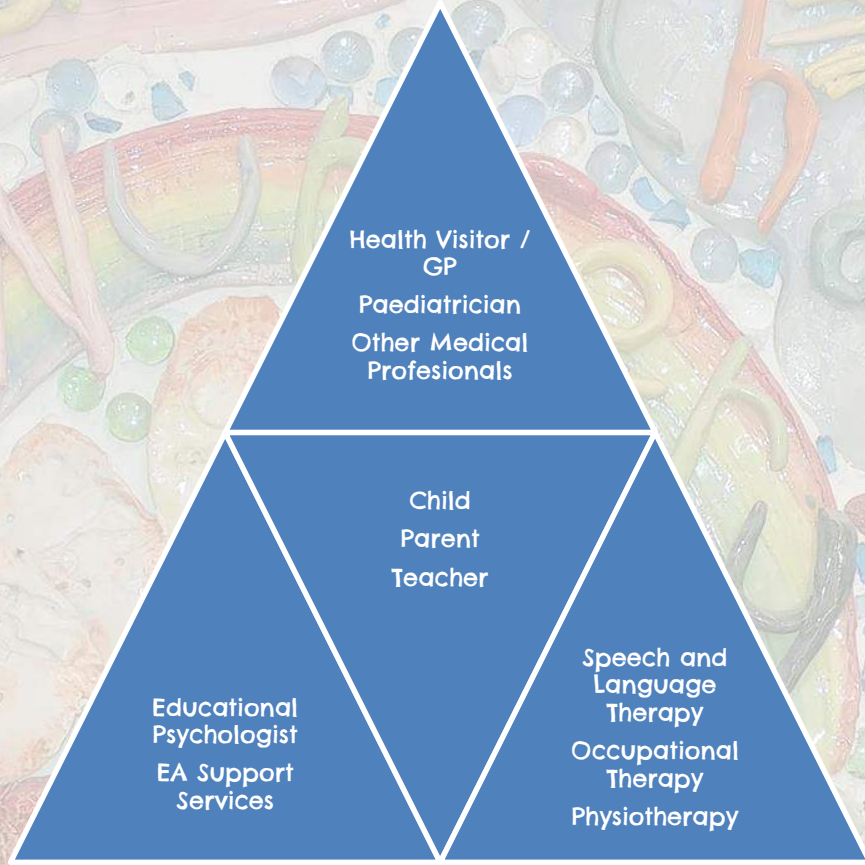 Health Visitor /
GP
Paediatrician
Other Medical
Profesionals
Child
Parent
Teacher
Educational
Psychologist
EA Support
Services
Speech and
Language
Therapy
Occupational
Therapy
Physiotherapy